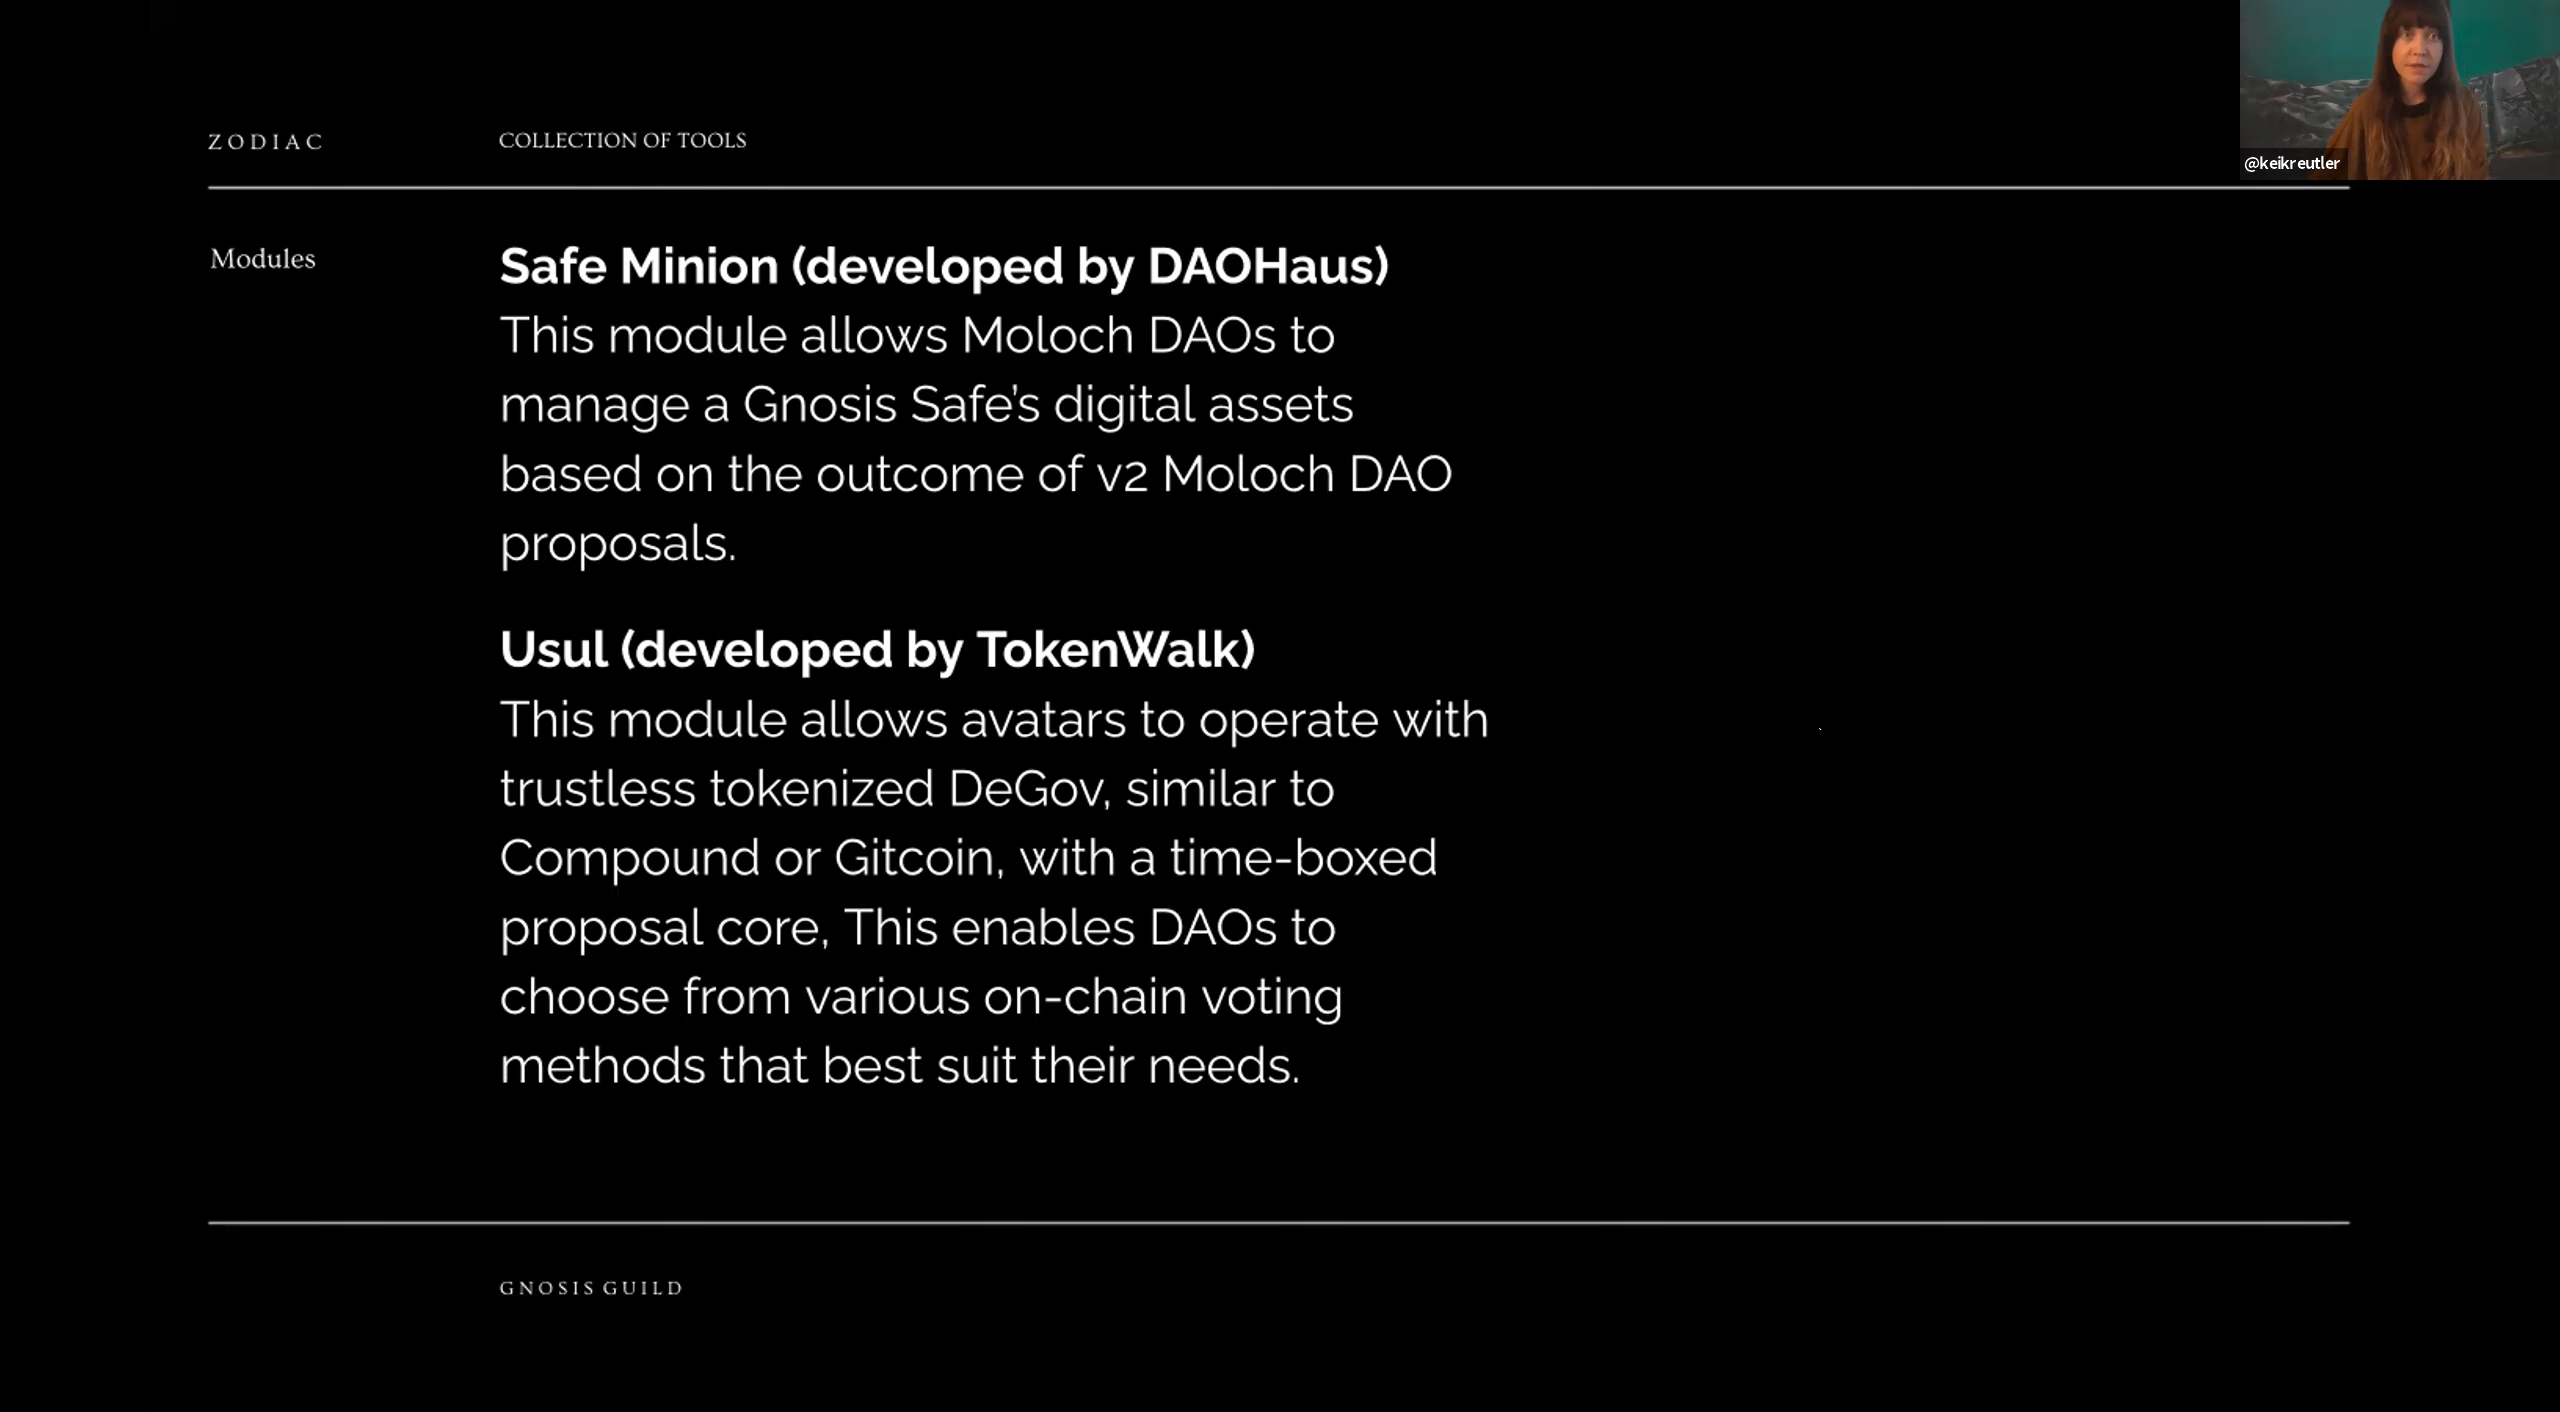 ZODIAC
COLLECTION OF TOOLS
@keikreutler
Modules
Safe Minion (developed by DAOHaus)
This module allows Moloch DAOs to
manage a Gnosis Safe’s digital assets
based on the outcome of v2 Moloch DAO
proposals.
Usul (developed by TokenWalk)
This module allows avatars to operate with
trustless tokenized DeGov, similar to
Compound or Gitcoin, with a time-boxed
proposal core, This enables DAOs to
choose from various on-chain voting
methods that best suit their needs.
GNOSIS GUILD